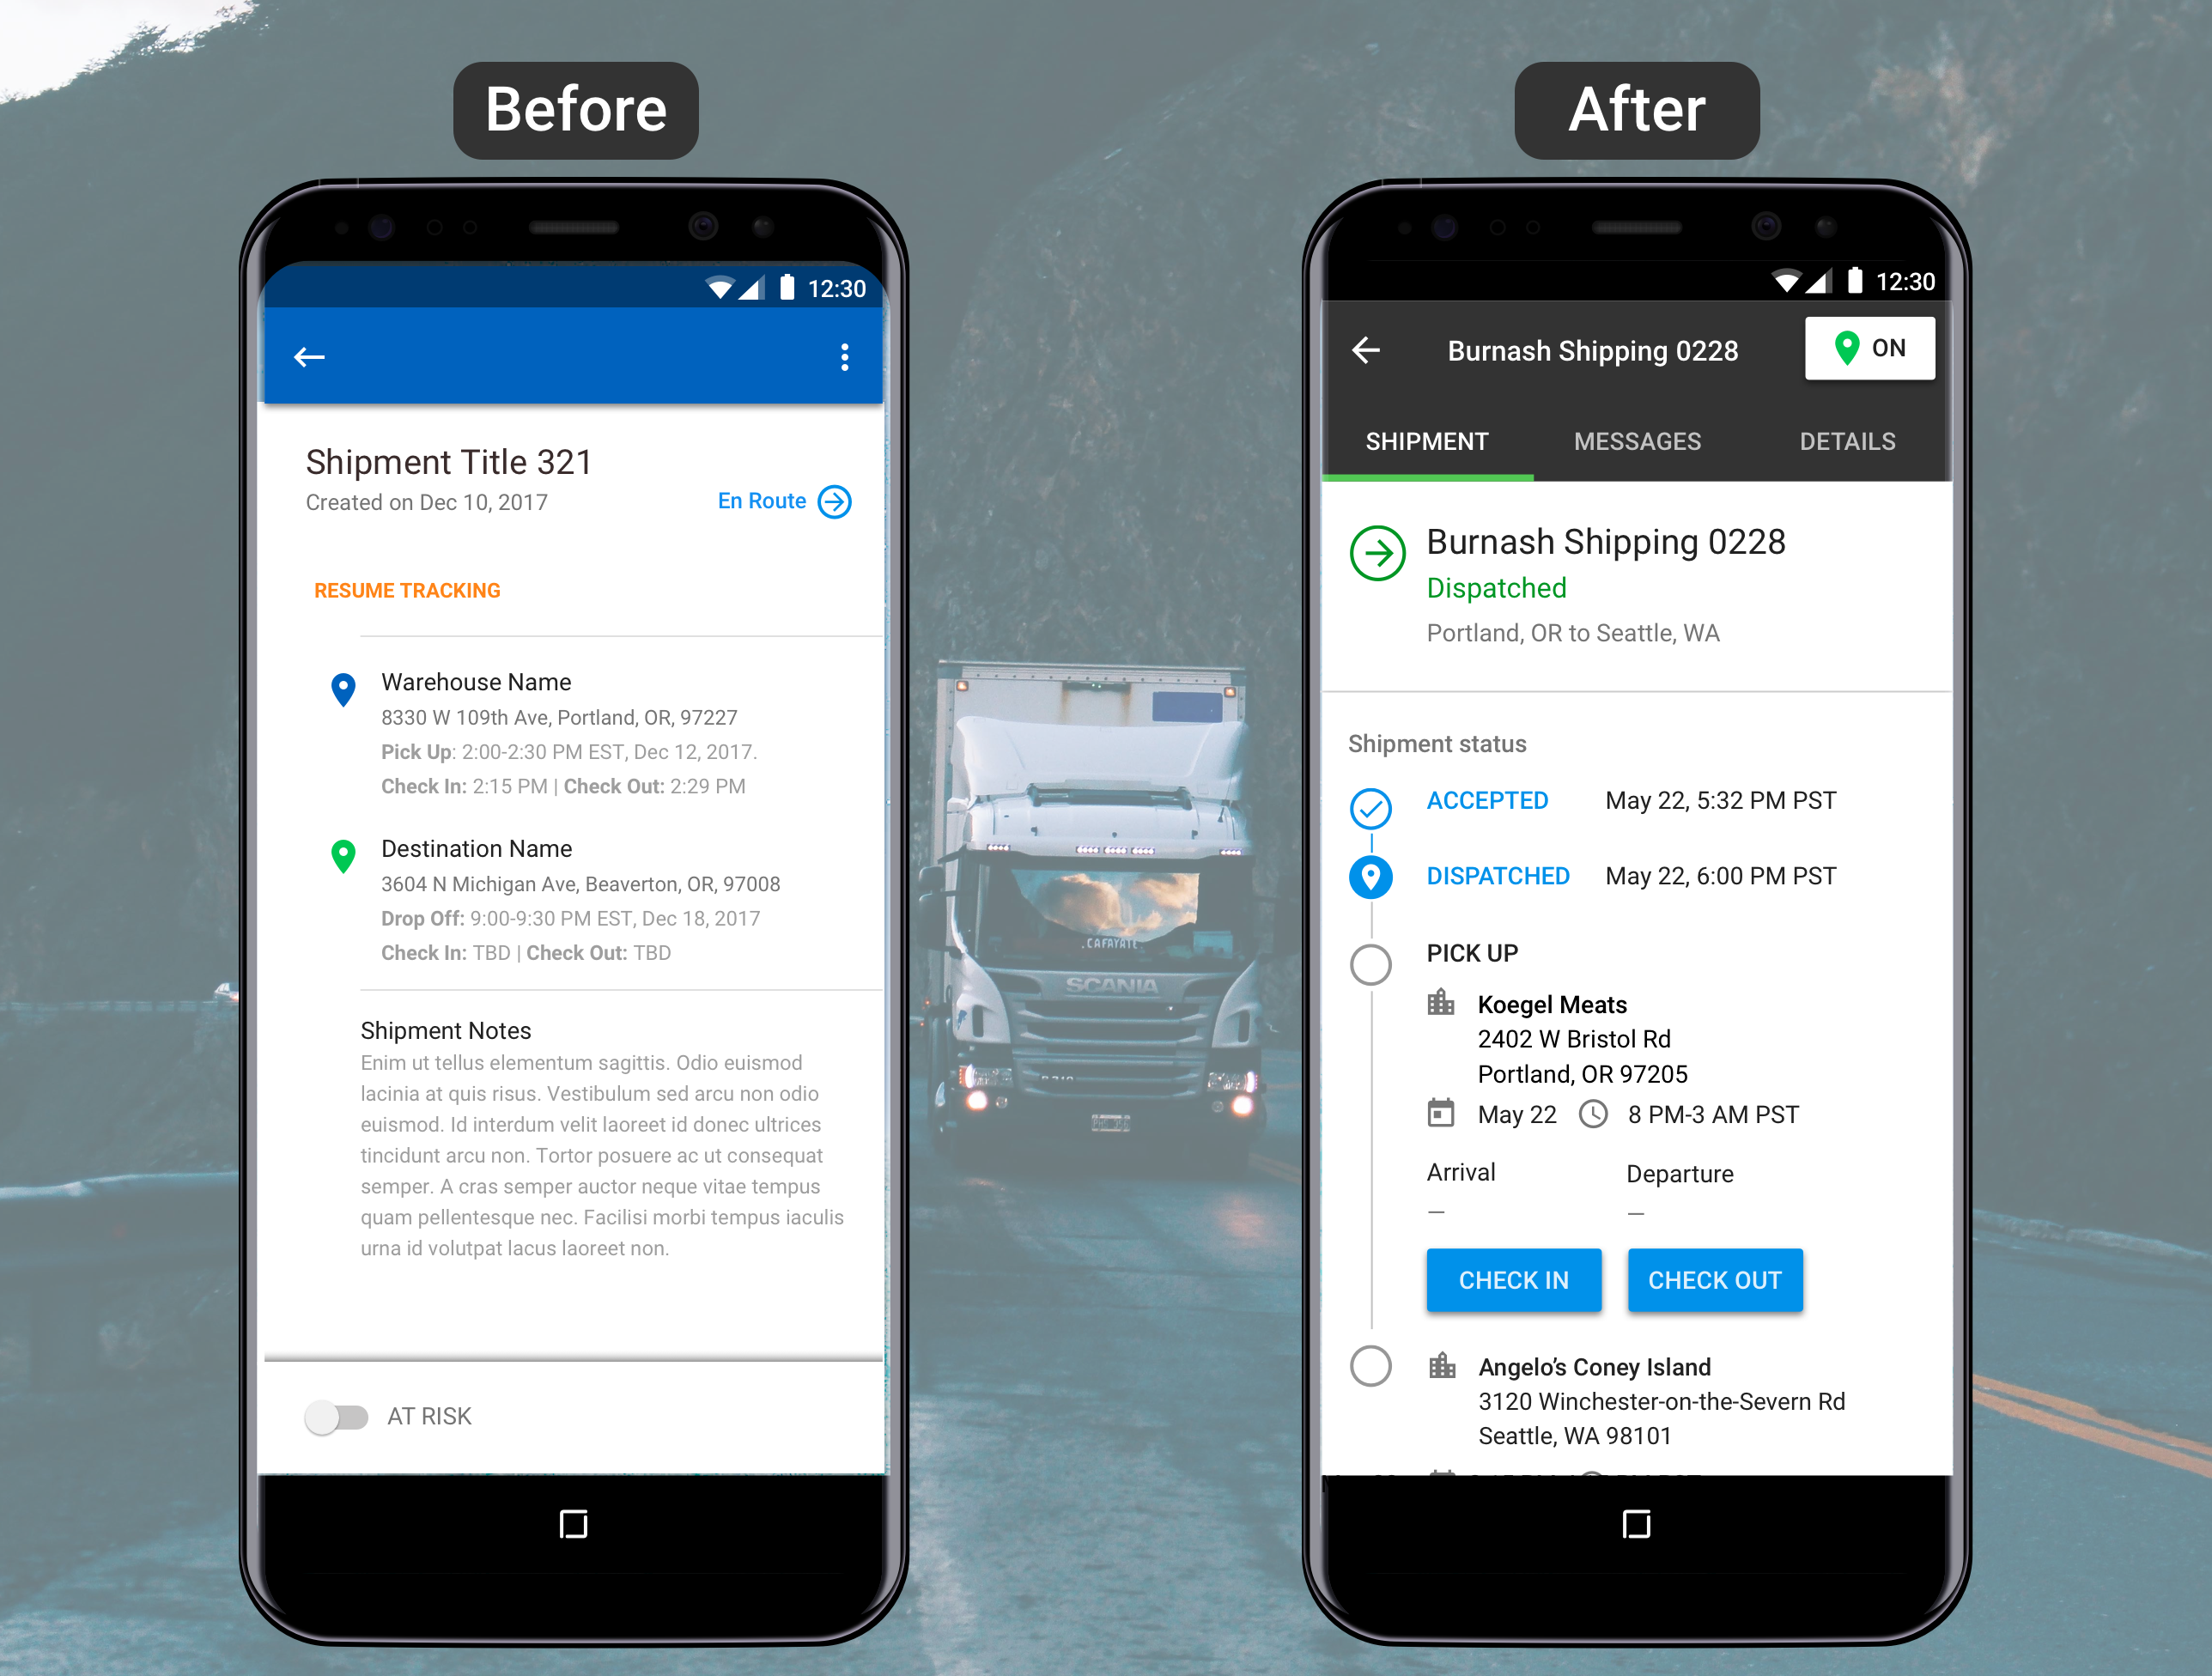 Before
12:30
Shipment Title 321
Created on Dec 10, 2017
En Route
RESUME TRACKING
Warehouse Name
8330 W 109th Ave, Portland, OR, 97227
Pick Up: 2:00-2:30 PM EST, Dec 12, 2017.
Check In: 2:15 PM | Check Out: 2:29 PM
Destination Name
3604 N Michigan Ave, Beaverton, OR, 97008
Drop Off: 9:00-9:30 PM EST, Dec 18, 2017
Check In: TBD | Check Out: TBD
Shipment Notes
Enim ut tellus elementum sagittis. Odio euismod
lacinia at quis risus. Vestibulum sed arcu non odio
euismod. Id interdum velit laoreet id donec ultrices
tincidunt arcu non. Tortor posuere ac ut consequat
semper. A cras semper auctor neque vitae tempus
quam pellentesque nec. Facilisi morbi tempus iaculis
urna id volutpat lacus laoreet non.
AT RISK
.CAFAYATE
SCANIA
After
12:30
Burnash Shipping 0228
ON
SHIPMENT
MESSAGES
DETAILS
Burnash Shipping 0228
Dispatched
Portland, OR to Seattle, WA
Shipment status
ACCEPTED May 22, 5:32 PM PST
DISPATCHED May 22, 6:00 PM PST
PICK UP
Koegel Meats
2402 W Bristol Rd
Portland, OR 97205
May 22 8 PM-3 AM PST
Arrival Departure
– –
CHECK IN CHECK OUT
Angelo’s Coney Island
3120 Winchester-on-the-Severn Rd
Seattle, WA 98101